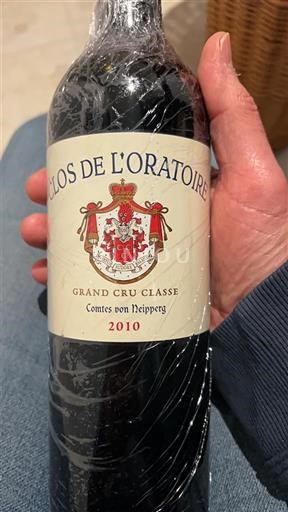 CLOS DE L'ORATOIRE
GRAND CRU CLASSE
Comtes von Neipperg
2010